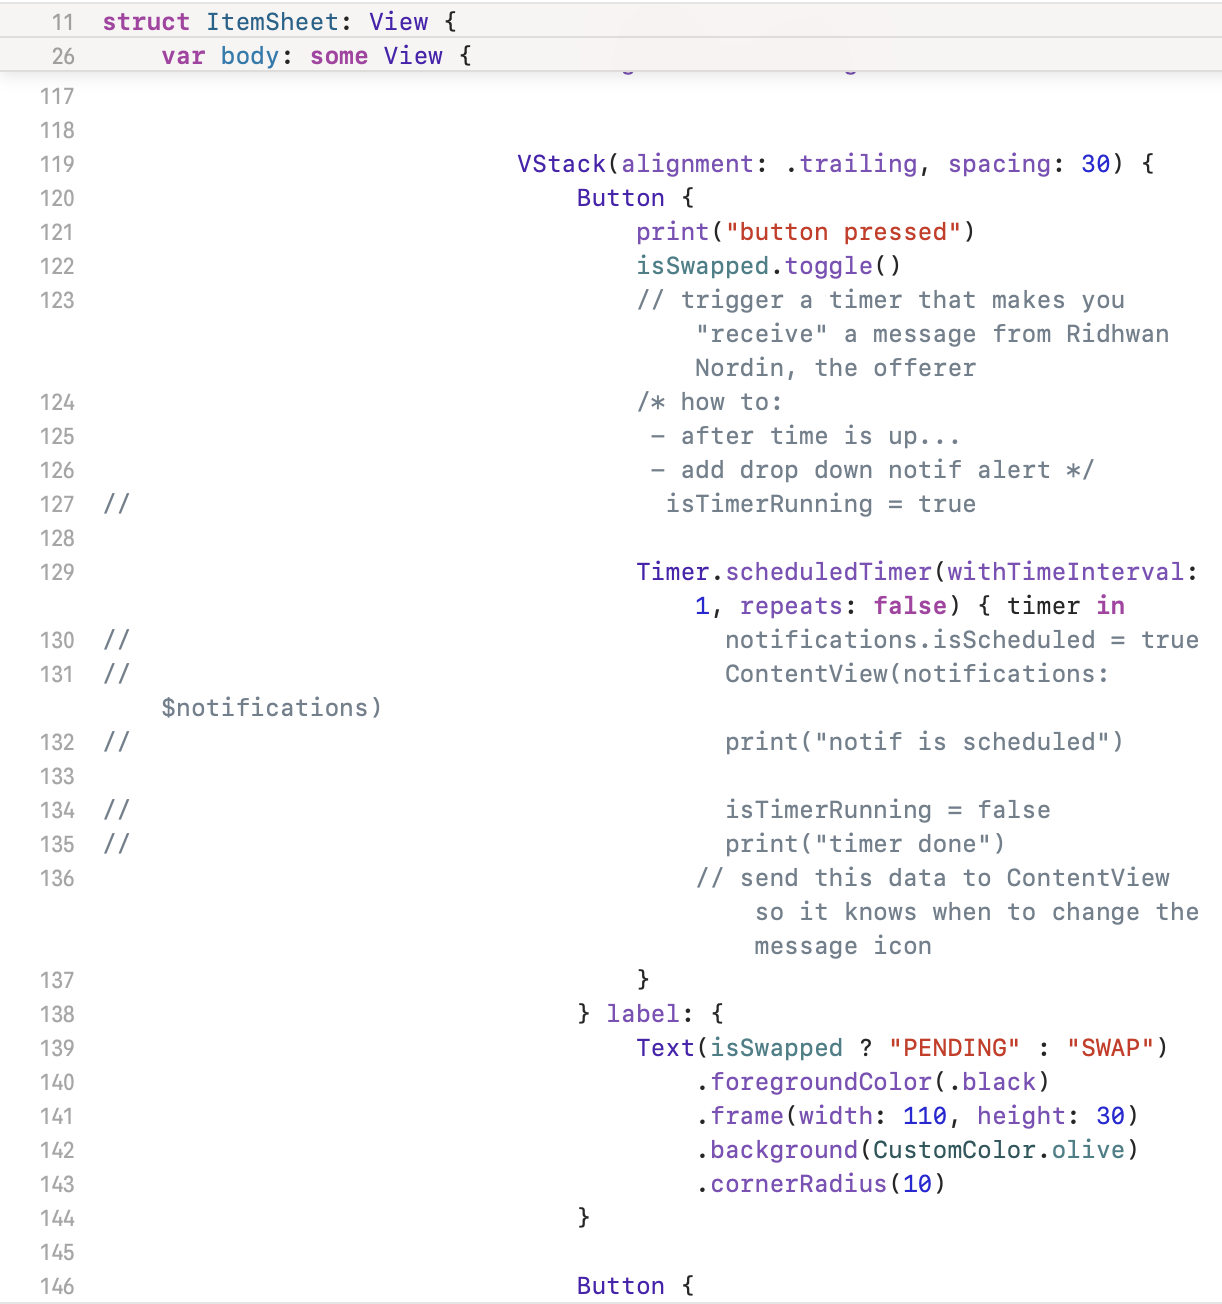 11 struct ItemSheet: View {
26 var body: some View {
117
118
119 VStack(alignment: .trailing, spacing: 30) {
120 Button {
121 print("button pressed")
122 isSwapped.toggle()
123 // trigger a timer that makes you
"receive" a message from Ridhwan
Nordin, the offerer
124 /* how to:
125 - after time is up...
126 - add drop down notif alert */
127 // isTimerRunning = true
128
129 Timer.scheduledTimer(withTimeInterval:
1, repeats: false) { timer in
130 // notifications.isScheduled = true
131 // ContentView(notifications:
$notifications)
132 // print("notif is scheduled")
133
134 // isTimerRunning = false
135 // print("timer done")
136 // send this data to ContentView
so it knows when to change the
message icon
137 }
138 } label: {
139 Text(isSwapped ? "PENDING" : "SWAP")
140 .foregroundColor(.black)
141 .frame(width: 110, height: 30)
142 .background(CustomColor.olive)
143 .cornerRadius(10)
144 }
145
146 Button {